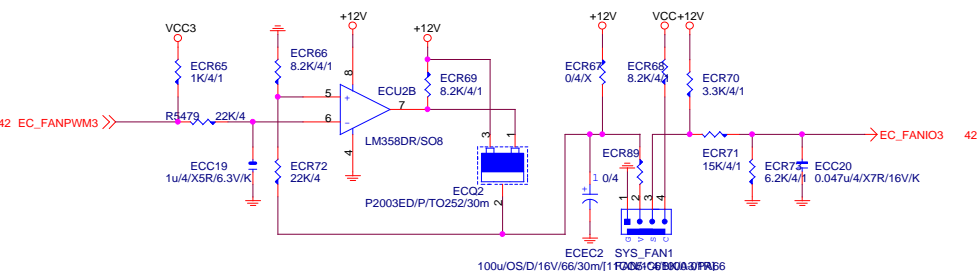 +12V
+12V
+12V
VCC
+12V
VCC3
ECR65
1K/4/1
ECR66
8.2K/4/1
ECR69
8.2K/4/1
ECR67
0/4/X
ECR68
8.2K/4/1
ECR70
3.3K/4/1
8
ECU2B
5
+
7
6
-
4
LM358DR/SO8
42 EC_FANPWM3
R5479
22K/4
ECC19
1u/4/X5R/6.3V/K
ECR72
22K/4
3
1
ECQ2
P2003ED/P/TO252/30m
2
+
1
ECR89
0/4
1
2
3
4
G
V
S
C
ECR71
15K/4/1
EC_FANIO3 42
ECR73
6.2K/4/1
ECC20
0.047u/4/X7R/16V/K
ECEC2
SYS_FAN1
100u/OS/D/16V/66/30m/